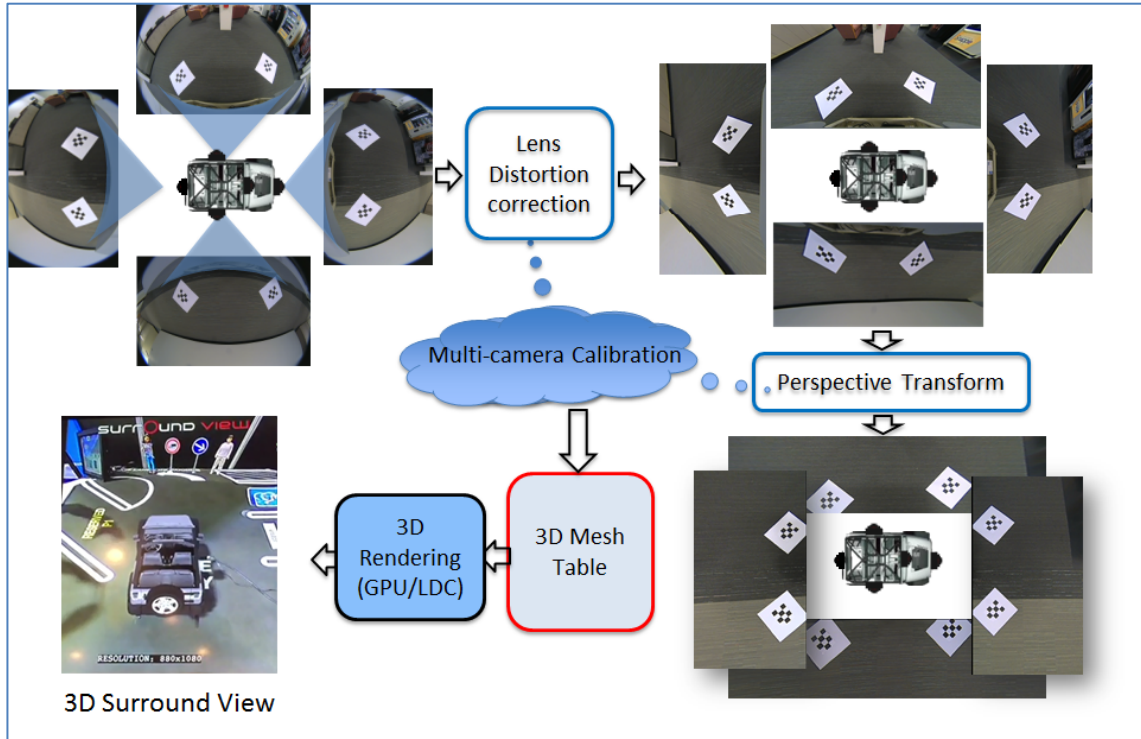 Lens
Distortion
correction
Multi-camera Calibration
Perspective Transform
surround view
3D
Rendering
(GPU/LDC)
3D Mesh
Table
RESOLUTION: 880x1080
3D Surround View